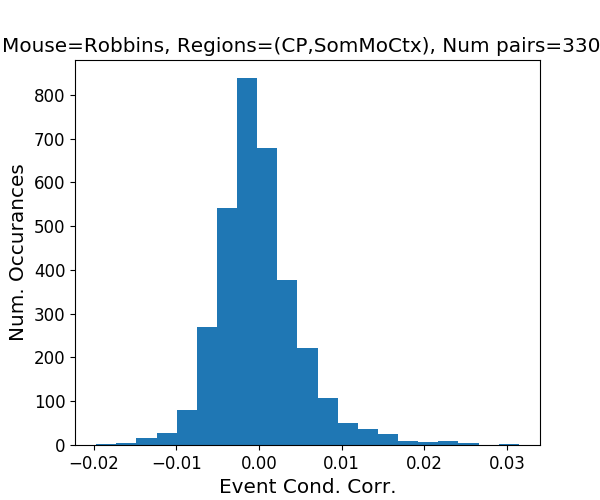 Mouse=Robbins, Regions=(CP,SomMoCtx), Num pairs=330
800
700
600
500
400
300
200
100
0
Num. Occurances
−0.02 −0.01 0.00 0.01 0.02 0.03
Event Cond. Corr.